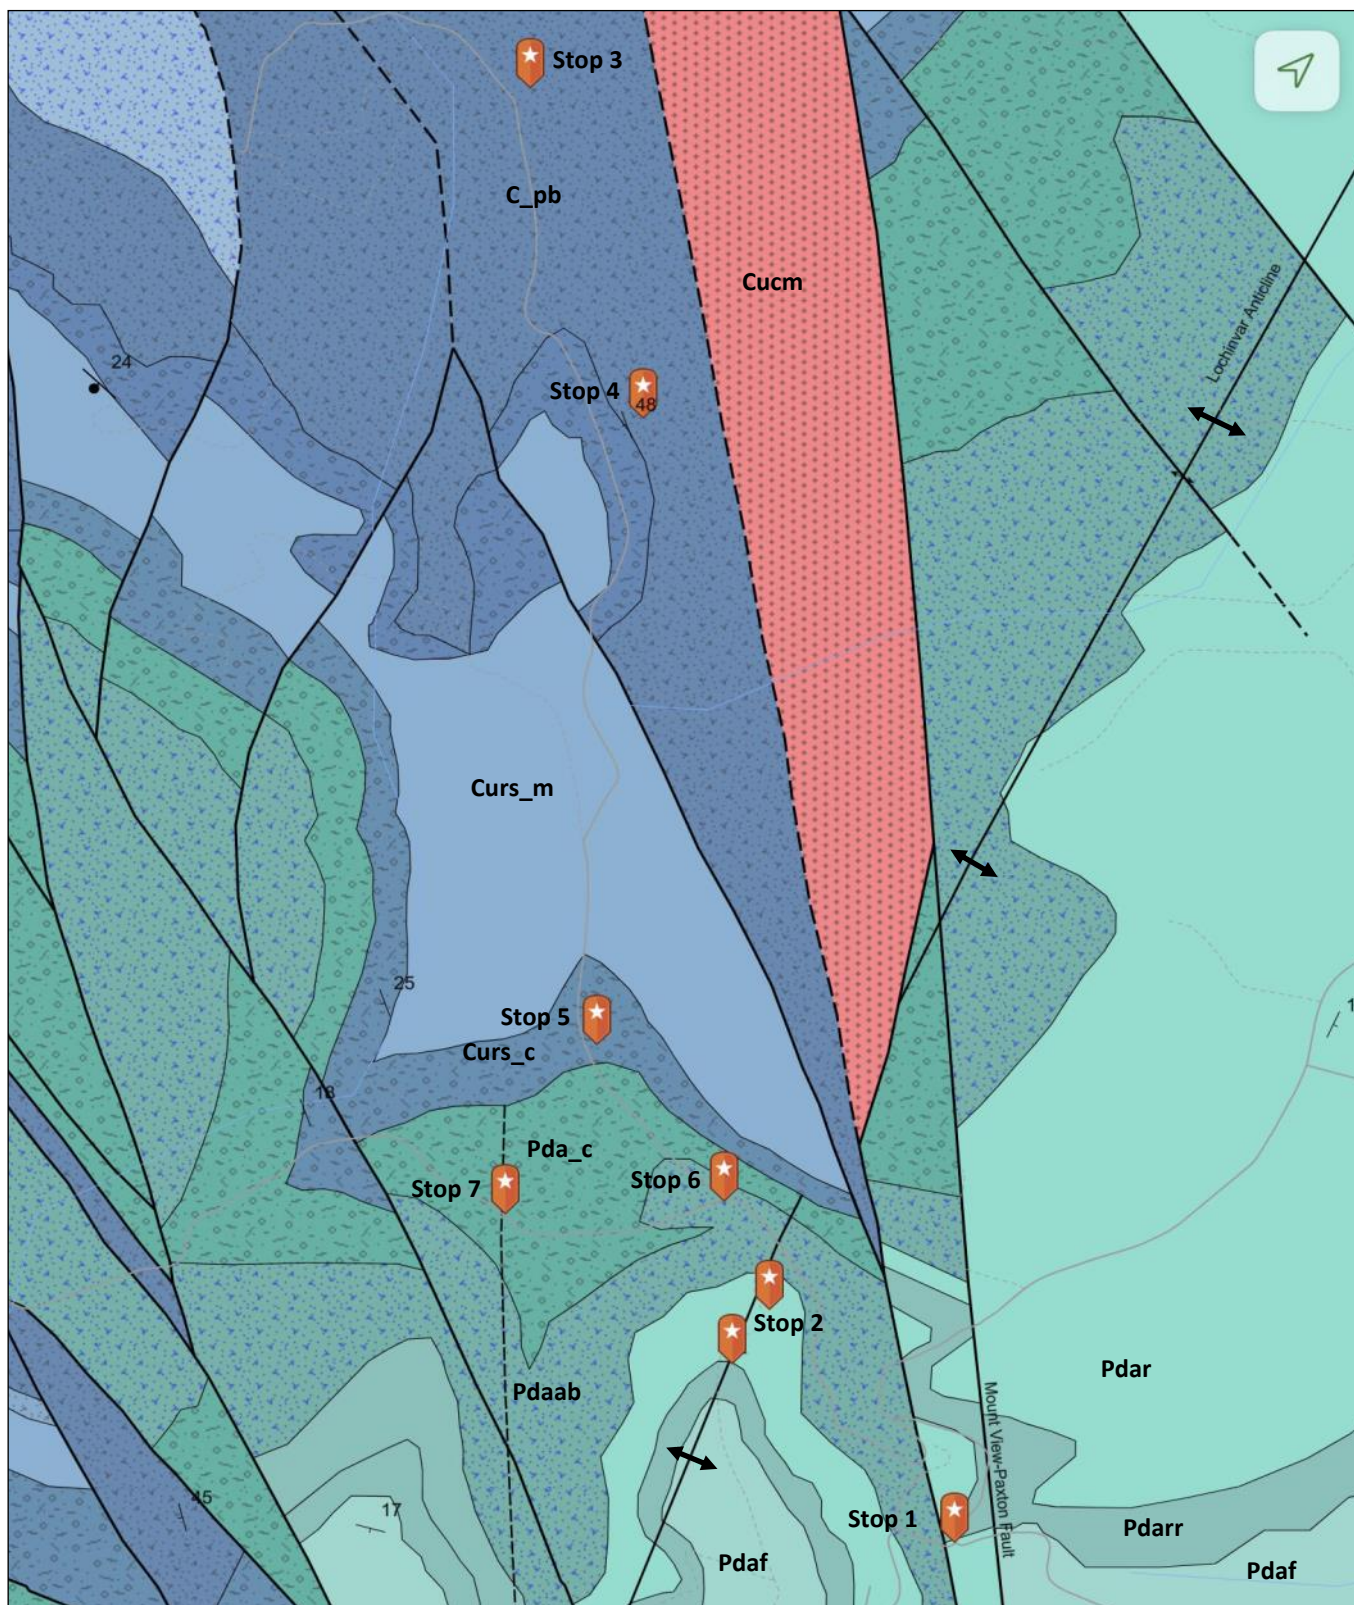 Stop 3
C_pb
Cucm
Lochinvar Anticline
24
Stop 4
48
Curs_m
25
Stop 5
Curs_c
18
Pda_c
Stop 6
Stop 7
Stop 2
Pdar
Pdaab
Mount View-Paxton Fault
45
17
Stop 1
Pdarr
Pdaf
Pdaf
1